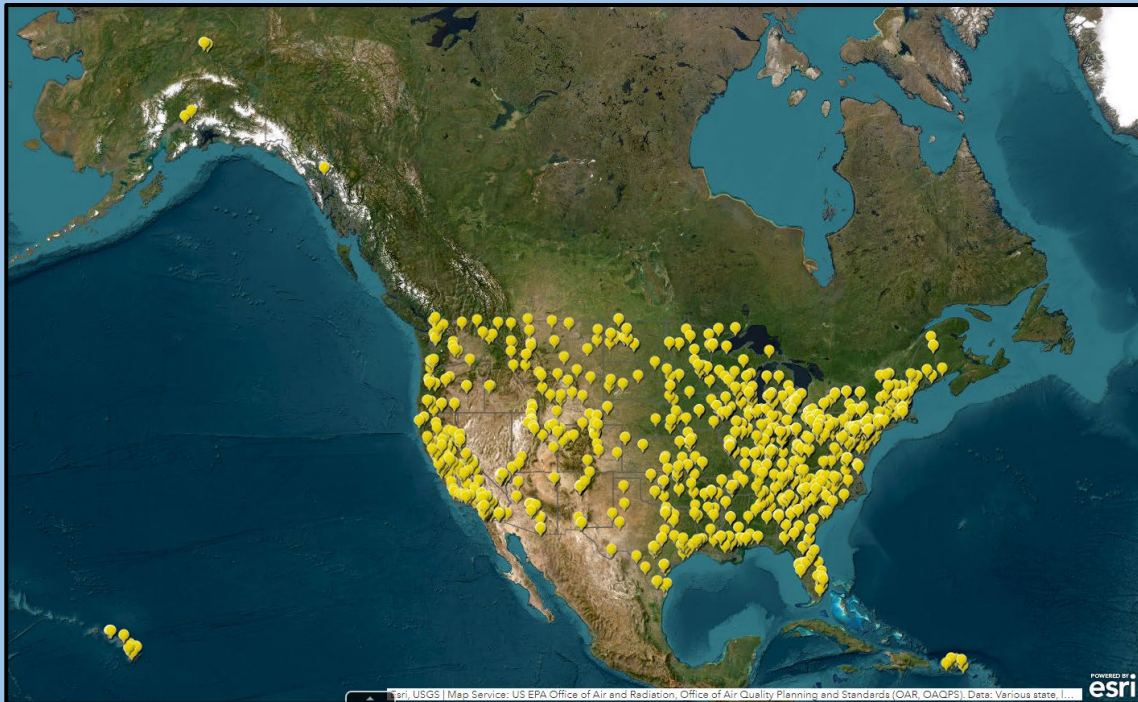 Esri, USGS | Map Service: US EPA Office of Air and Radiation, Office of Air Quality Planning and Standards (OAR, OAQPS). Data: Various state, l...
POWERED BY
esri